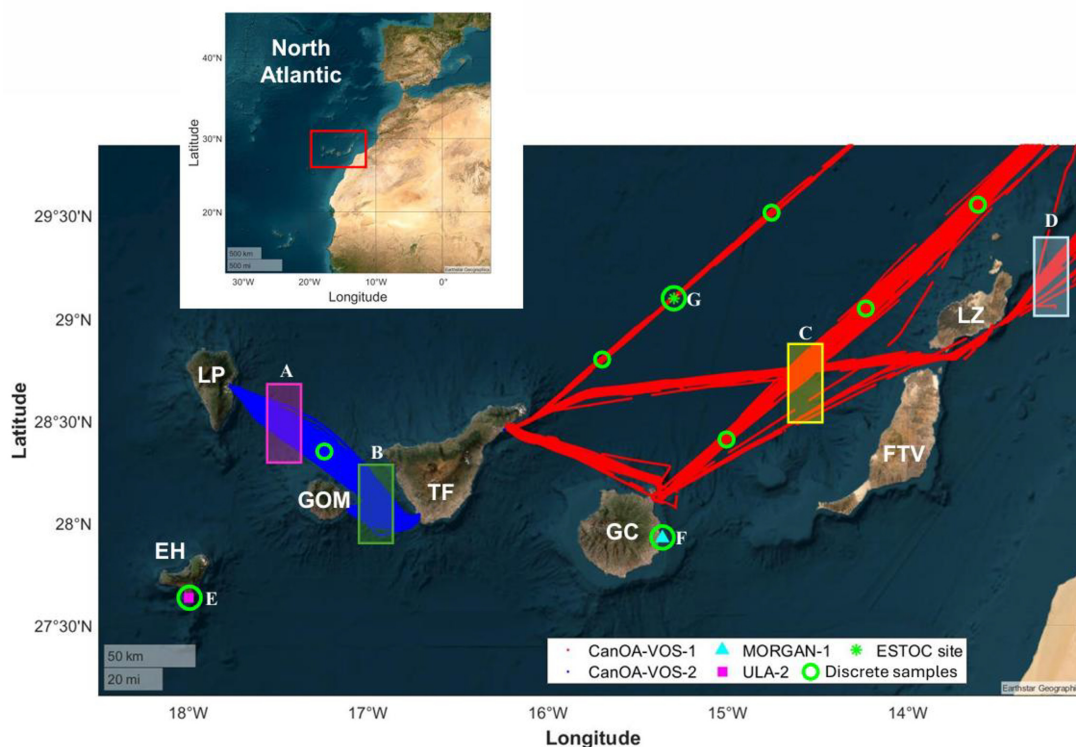 North
Atlantic
40°N
30°N
20°N
Latitude
500 km
500 mi
Earthstar Geographics
30°W 20°W 10°W 0°W
Longitude
29°30'N
29°N
28°30'N
28°N
27°30'N
Latitude
D
G
LZ
C
LP
A
B
FTV
GOM
TF
GC
F
EH
E
50 km
20 mi
CanOA-VOS-1 MORGAN-1 ESTOC site
CanOA-VOS-2 ULA-2 Discrete samples
Earthstar Geographic
18°W 17°W 16°W 15°W 14°W
Longitude